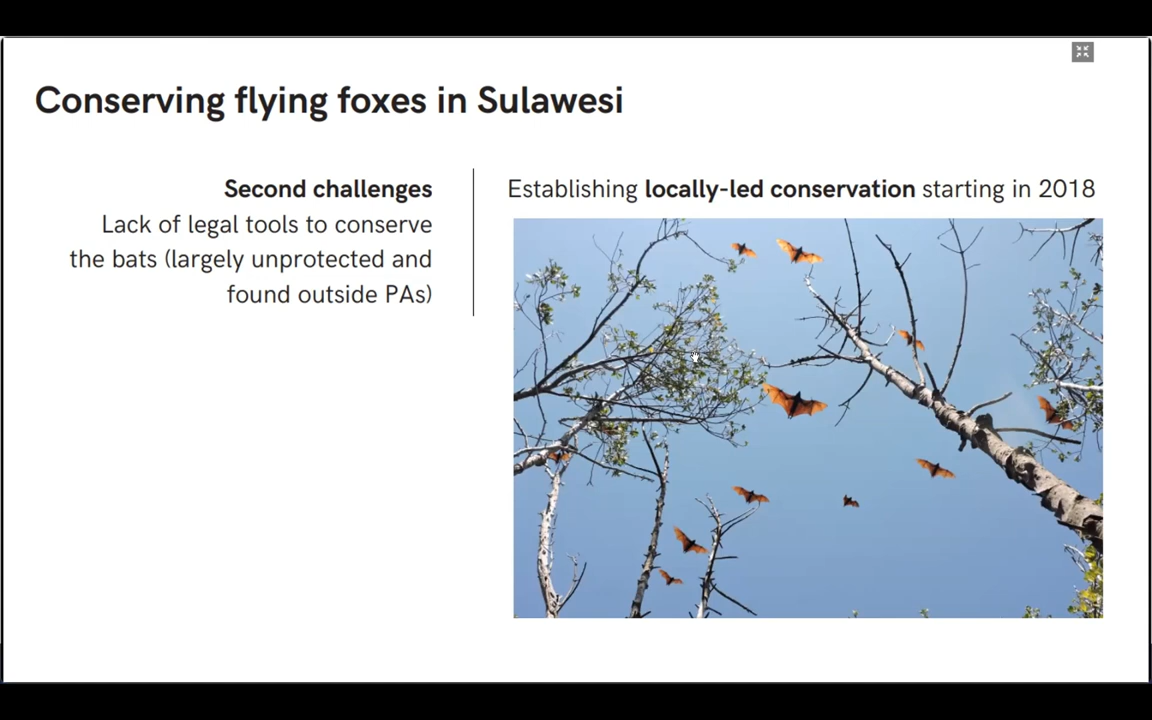 Conserving flying foxes in Sulawesi
Second challenges
Lack of legal tools to conserve
the bats (largely unprotected and
found outside PAs)
Establishing locally-led conservation starting in 2018